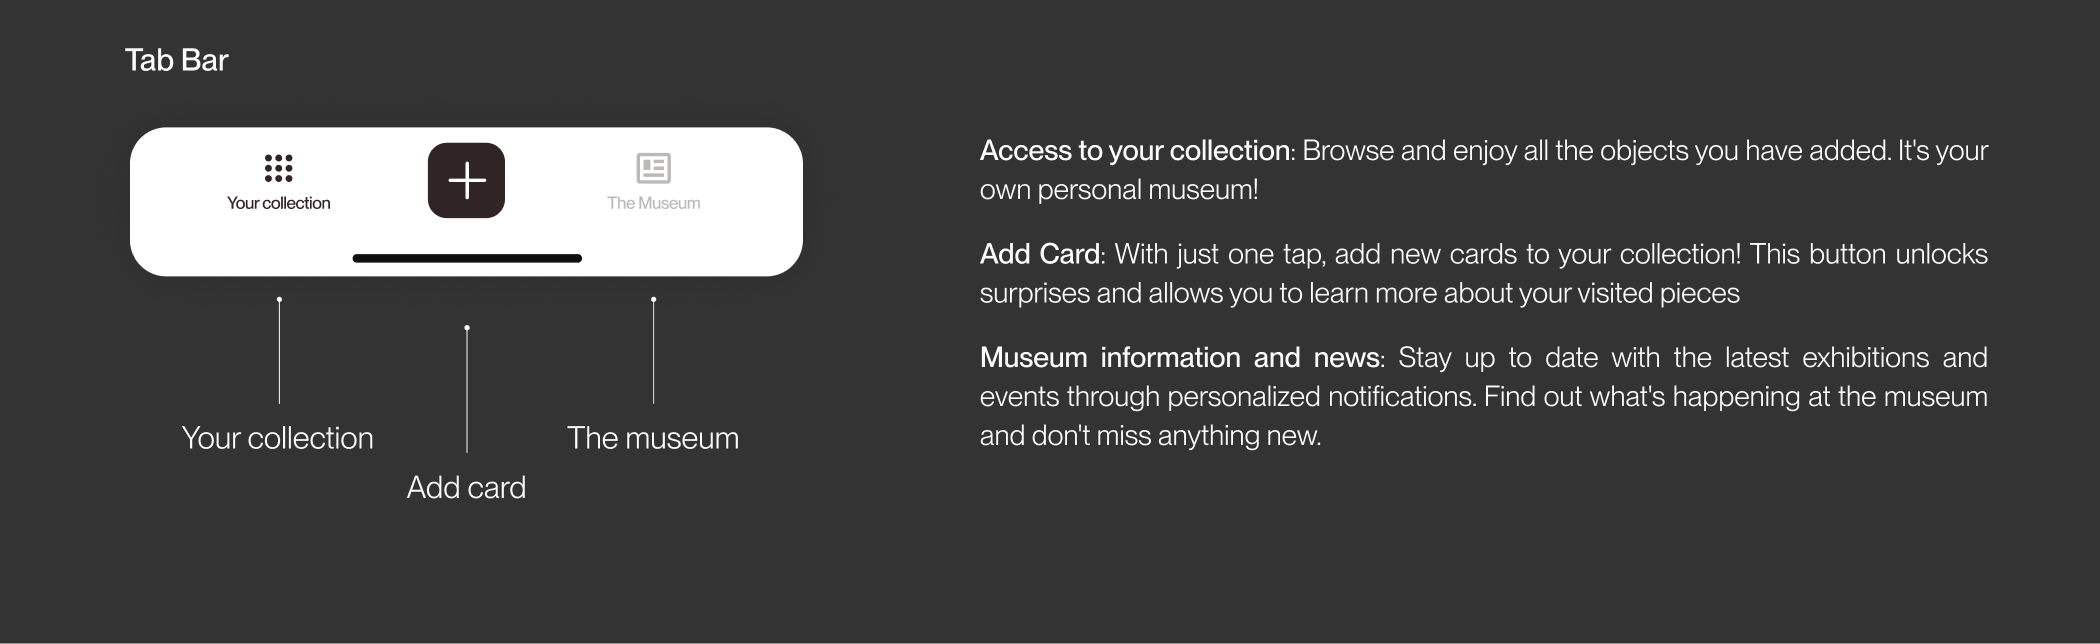 Tab Bar
Your collection
The Museum
Your collection
The museum
Add card
Access to your collection: Browse and enjoy all the objects you have added. It's your
own personal museum!
Add Card: With just one tap, add new cards to your collection! This button unlocks
surprises and allows you to learn more about your visited pieces
Museum information and news: Stay up to date with the latest exhibitions and
events through personalized notifications. Find out what's happening at the museum
and don't miss anything new.